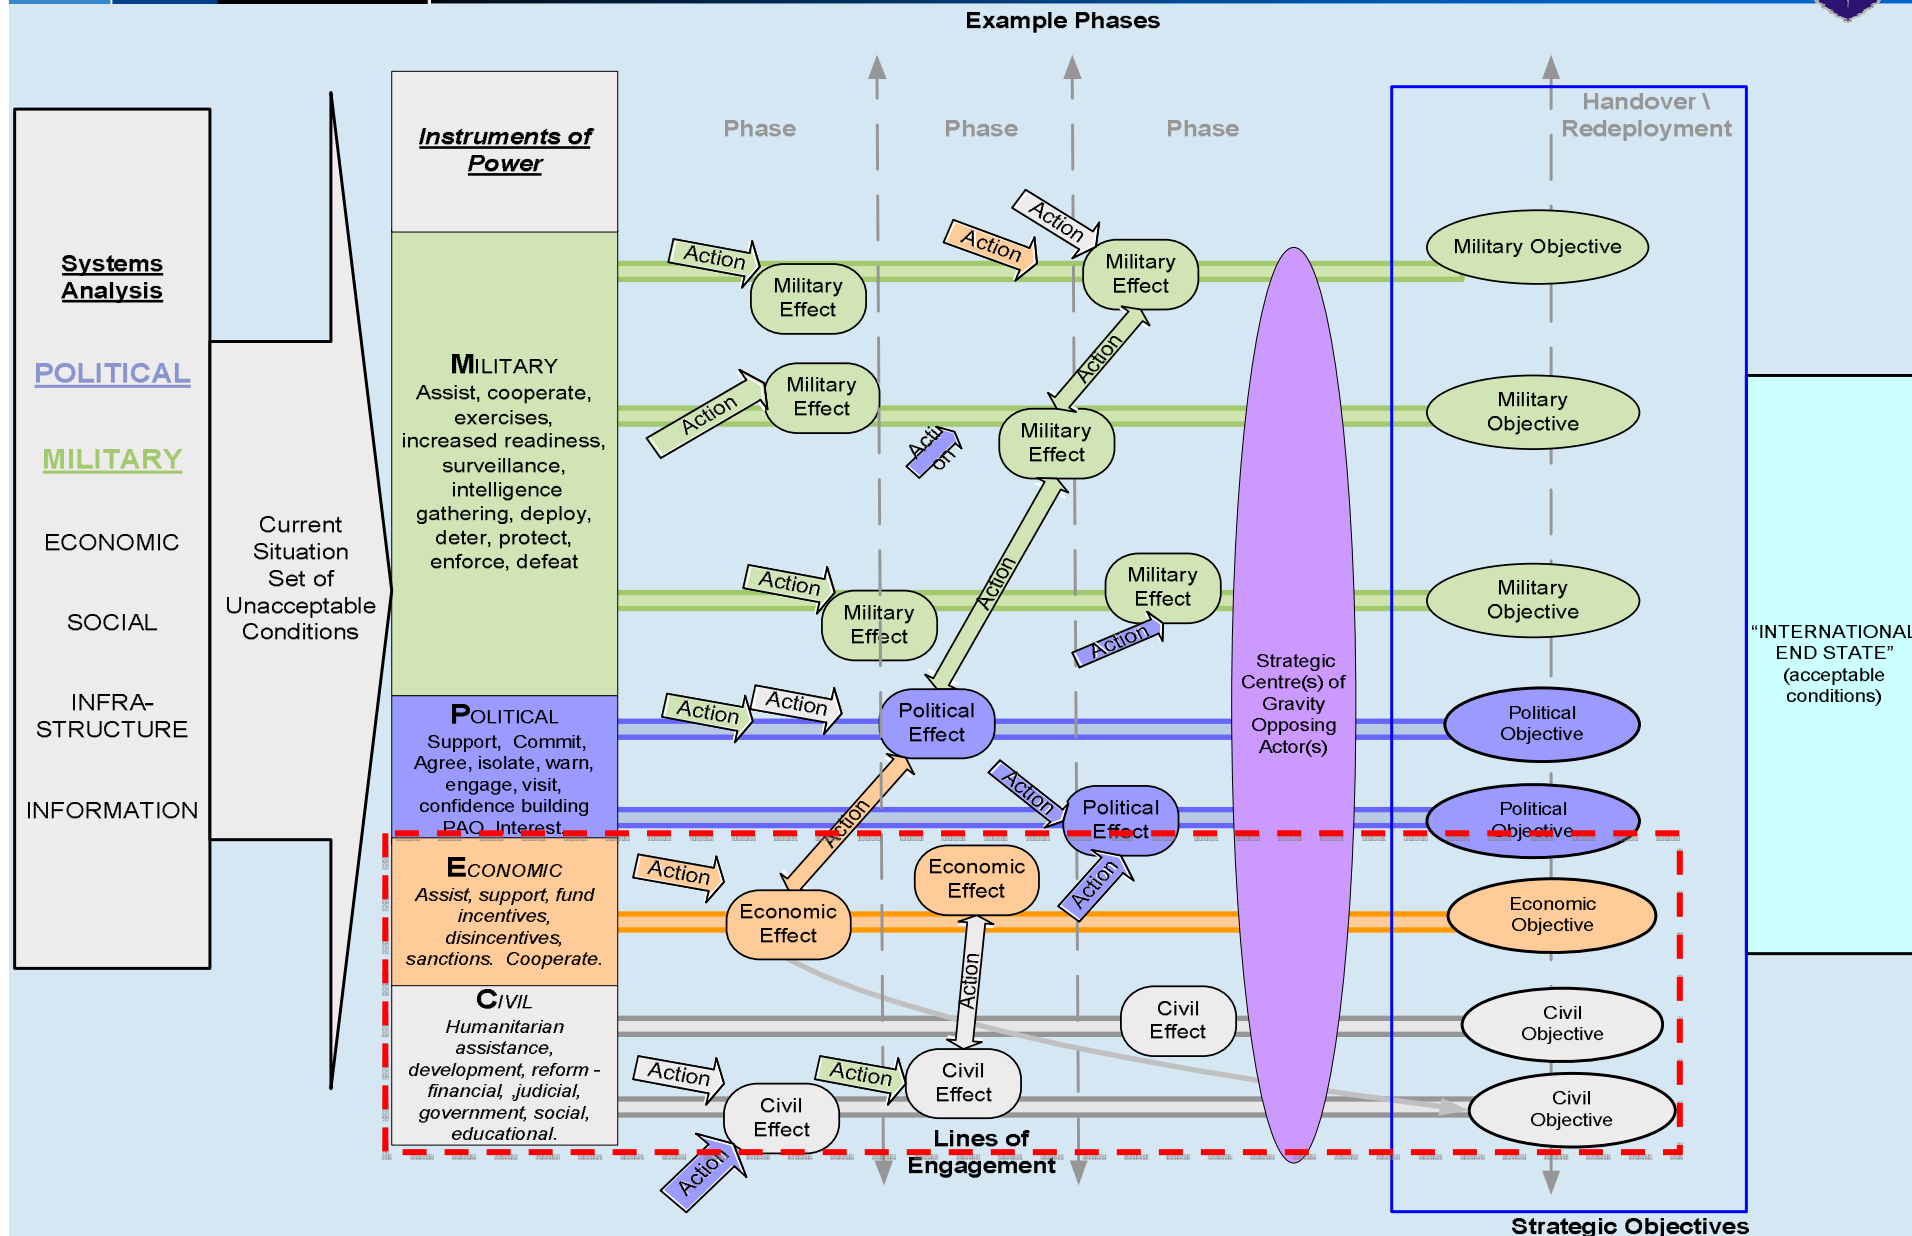 Example Phases
Handover \
Redeployment
Phase
Phase
Phase
Systems
Analysis
POLITICAL
MILITARY
ECONOMIC
SOCIAL
INFRA-
STRUCTURE
INFORMATION
Current
Situation
Set of
Unacceptable
Conditions
Instruments of
Power
MILITARY
Assist, cooperate,
exercises,
increased readiness,
surveillance,
intelligence
gathering, deploy,
deter, protect,
enforce, defeat
POLITICAL
Support, Commit,
Agree, isolate, warn,
engage, visit,
confidence building
PAO Interest.
ECONOMIC
Assist, support, fund
incentives,
disincentives,
sanctions. Cooperate.
CIVIL
Humanitarian
assistance,
development, reform -
financial, ,judicial,
government, social,
educational.
Action
Military
Effect
Action
Action
Military
Effect
Action
Military
Effect
Action
Acti
on
Military
Effect
Action
Action
Military
Effect
Military
Effect
Action
Action
Action
Political
Effect
Action
Action
Political
Effect
Action
Action
Economic
Effect
Economic
Effect
Action
Civil
Effect
Action
Action
Civil
Effect
Civil
Effect
Action
Lines of
Engagement
Strategic
Centre(s) of
Gravity
Opposing
Actor(s)
Military Objective
Military
Objective
Military
Objective
Political
Objective
Political
Objective
Economic
Objective
Civil
Objective
Civil
Objective
“INTERNATIONAL
END STATE”
(acceptable
conditions)
Strategic Objectives